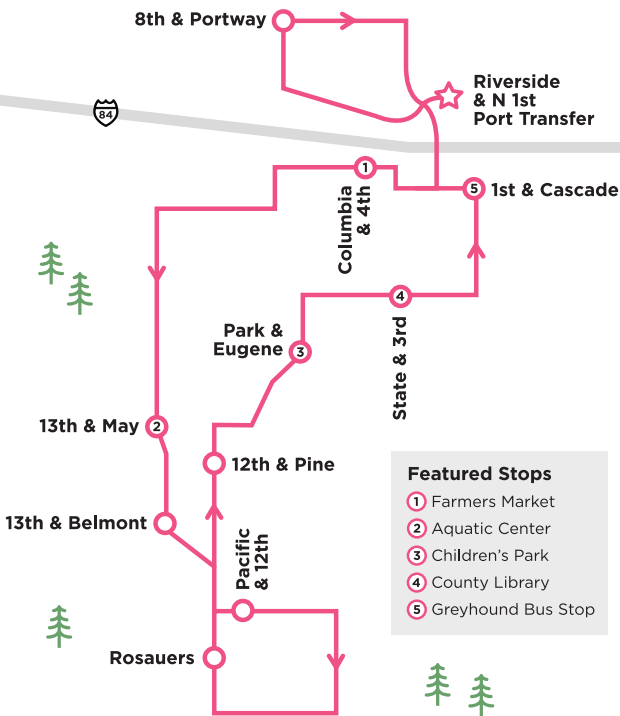 8th & Portway
Riverside
& N 1st
Port Transfer
84
1
5
1st & Cascade
Columbia
& 4th
4
State & 3rd
Park &
Eugene
3
13th & May
2
12th & Pine
13th & Belmont
Pacific
& 12th
Rosauers
Featured Stops
1 Farmers Market
2 Aquatic Center
3 Children's Park
4 County Library
5 Greyhound Bus Stop